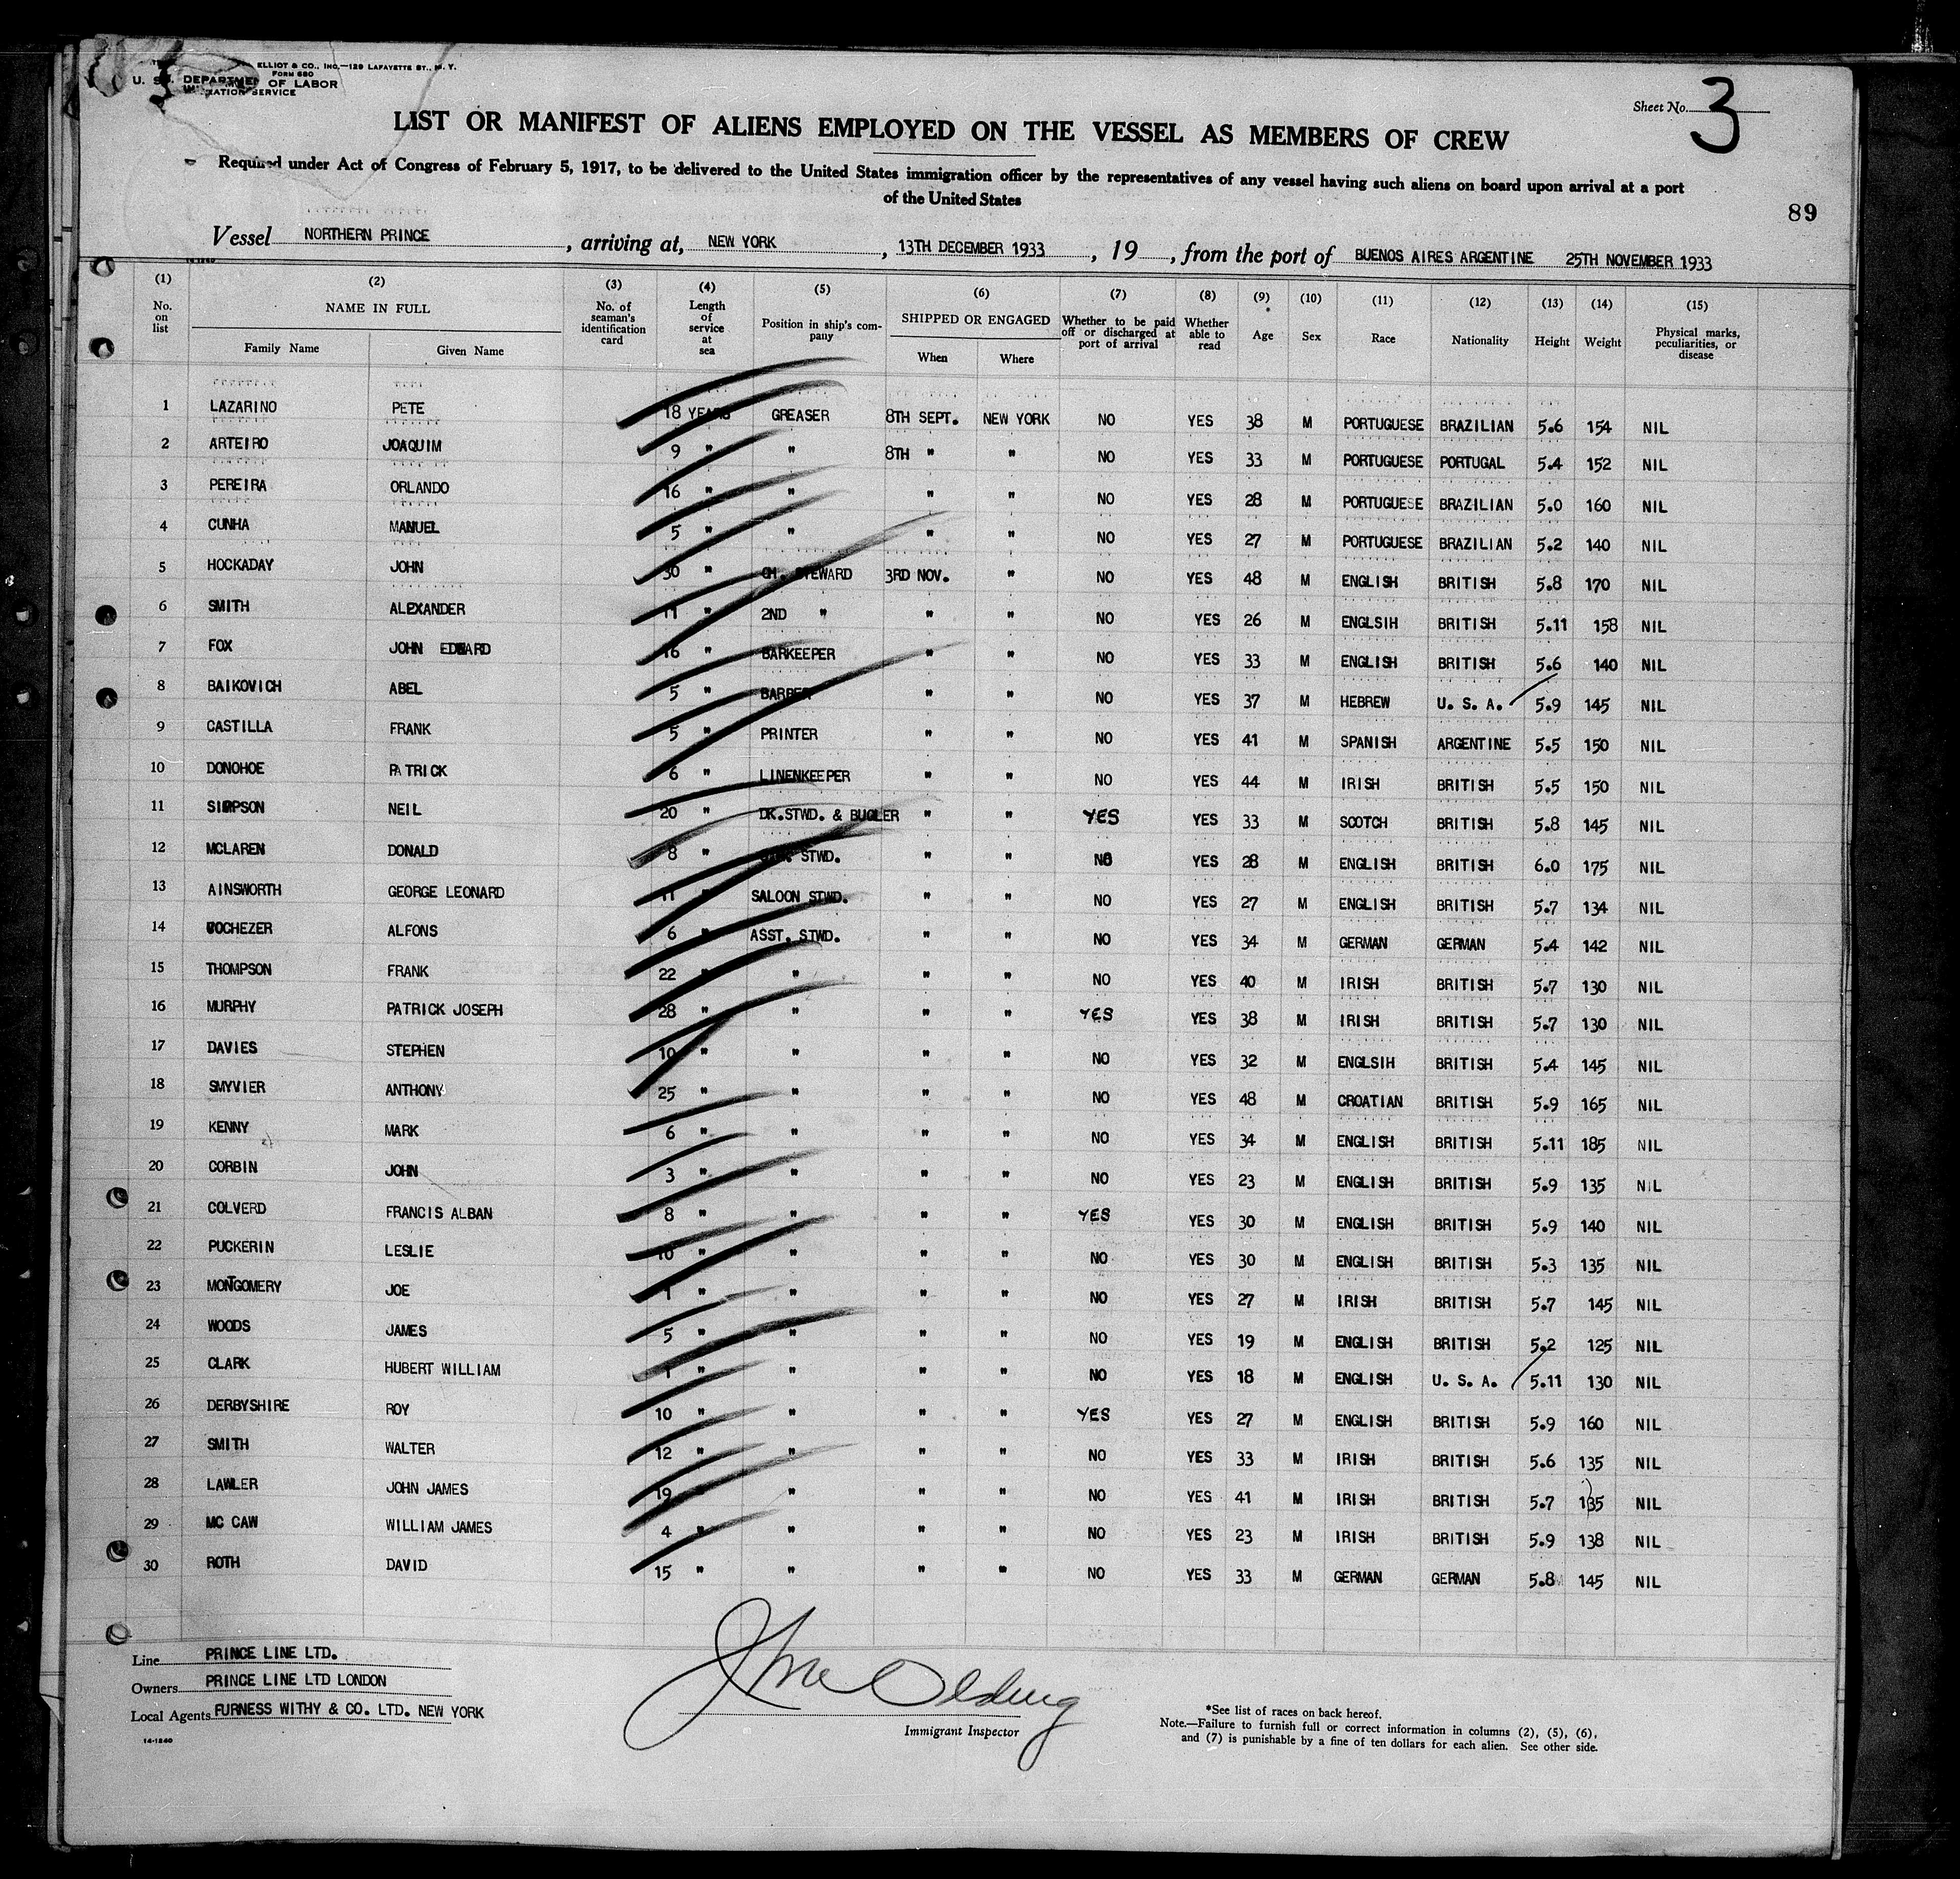 ELLIOT & CO., INC.—129 LAFAYETTE ST., N. Y.
FORM 680
U. S. DEPARTMENT OF LABOR
SERVICE
Sheet No. 3
LIST OR MANIFEST OF ALIENS EMPLOYED ON THE VESSEL AS MEMBERS OF CREW
Required under Act of Congress of February 5, 1917, to be delivered to the United States immigration officer by the representatives of any vessel having such aliens on board upon arrival at a port
of the United States
89
Vessel NORTHERN PRINCE, arriving at, NEW YORK, 13TH DECEMBER 1933, 19, from the port of BUENOS AIRES ARGENTINE 25TH NOVEMBER 1933
14-1240
(1) (2) (3) (4) (5) (6) (7) (8) (9) (10) (11) (12) (13) (14) (15)
No. on list NAME IN FULL Family Name Given Name No. of seaman's identification card Length of service at sea Position in ship's company SHIPPED OR ENGAGED When Where Whether to be paid off or discharged at port of arrival Whether able to read * Age Sex Race Nationality Height Weight Physical marks, peculiarities, or disease
1 LAZARINO PETE 18 YEARS GREASER 8TH SEPT. NEW YORK NO YES 38 M PORTUGUESE BRAZILIAN 5.6 154 NIL
2 ARTEIRO JOAQUIM 9 " " 8TH " " NO YES 33 M PORTUGUESE PORTUGAL 5.4 152 NIL
3 PEREIRA ORLANDO 16 " " " " NO YES 28 M PORTUGUESE BRAZILIAN 5.0 160 NIL
4 CUNHA MANUEL 5 " " " " NO YES 27 M PORTUGUESE BRAZILIAN 5.2 140 NIL
5 HOCKADAY JOHN 30 " CH. STEWARD 3RD NOV. " NO YES 48 M ENGLISH BRITISH 5.8 170 NIL
6 SMITH ALEXANDER 11 " 2ND " " " NO YES 26 M ENGLSIH BRITISH 5.11 158 NIL
7 FOX JOHN EDWARD 16 " BARKEEPER " " NO YES 33 M ENGLISH BRITISH 5.6 140 NIL
8 BAIKOVICH ABEL 5 " BARBER " " NO YES 37 M HEBREW U. S. A. 5.9 145 NIL
9 CASTILLA FRANK 5 " PRINTER " " NO YES 41 M SPANISH ARGENTINE 5.5 150 NIL
10 DONOHOE PATRICK 6 " LINENKEEPER " " NO YES 44 M IRISH BRITISH 5.5 150 NIL
11 SIMPSON NEIL 20 " DK.STWD. & BUGLER " " YES YES 33 M SCOTCH BRITISH 5.8 145 NIL
12 MCLAREN DONALD 8 " STWD. " " NO YES 28 M ENGLISH BRITISH 6.0 175 NIL
13 AINSWORTH GEORGE LEONARD 11 " SALOON STWD. " " NO YES 27 M ENGLISH BRITISH 5.7 134 NIL
14 ALFONS 6 " ASST. STWD. " " NO YES 34 M GERMAN GERMAN 5.4 142 NIL
15 THOMPSON FRANK 22 " " " " NO YES 40 M IRISH BRITISH 5.7 130 NIL
16 MURPHY PATRICK JOSEPH 28 " " " " YES YES 38 M IRISH BRITISH 5.7 130 NIL
17 DAVIES STEPHEN 10 " " " " NO YES 32 M ENGLSIH BRITISH 5.4 145 NIL
18 SMYVIER ANTHONY 25 " " " " NO YES 48 M CROATIAN BRITISH 5.9 165 NIL
19 KENNY MARK 6 " " " " NO YES 34 M ENGLISH BRITISH 5.11 185 NIL
20 CORBIN JOHN 3 " " " " NO YES 23 M ENGLISH BRITISH 5.9 135 NIL
21 COLVERD FRANCIS ALBAN 8 " " " " YES YES 30 M ENGLISH BRITISH 5.9 140 NIL
22 PUCKERIN LESLIE 10 " " " " NO YES 30 M ENGLISH BRITISH 5.3 135 NIL
23 MONTGOMERY JOE 1 " " " " NO YES 27 M IRISH BRITISH 5.7 145 NIL
24 WOODS JAMES 5 " " " " NO YES 19 M ENGLISH BRITISH 5.2 125 NIL
25 CLARK HUBERT WILLIAM 1 " " " " NO YES 18 M ENGLISH U. S. A. 5.11 130 NIL
26 DERBYSHIRE ROY 10 " " " " YES YES 27 M ENGLISH BRITISH 5.9 160 NIL
27 SMITH WALTER 12 " " " " NO YES 33 M IRISH BRITISH 5.6 135 NIL
28 LAWLER JOHN JAMES 19 " " " " NO YES 41 M IRISH BRITISH 5.7 135 NIL
29 MC CAW WILLIAM JAMES 4 " " " " NO YES 23 M IRISH BRITISH 5.9 138 NIL
30 ROTH DAVID 15 " " " " NO YES 33 M GERMAN GERMAN 5.8 145 NIL
Line PRINCE LINE LTD.
Owners PRINCE LINE LTD LONDON
Local Agents FURNESS WITHY & CO. LTD. NEW YORK
14-1240
Immigrant Inspector
*See list of races on back hereof.
Note.—Failure to furnish full or correct information in columns (2), (5), (6),
and (7) is punishable by a fine of ten dollars for each alien. See other side.